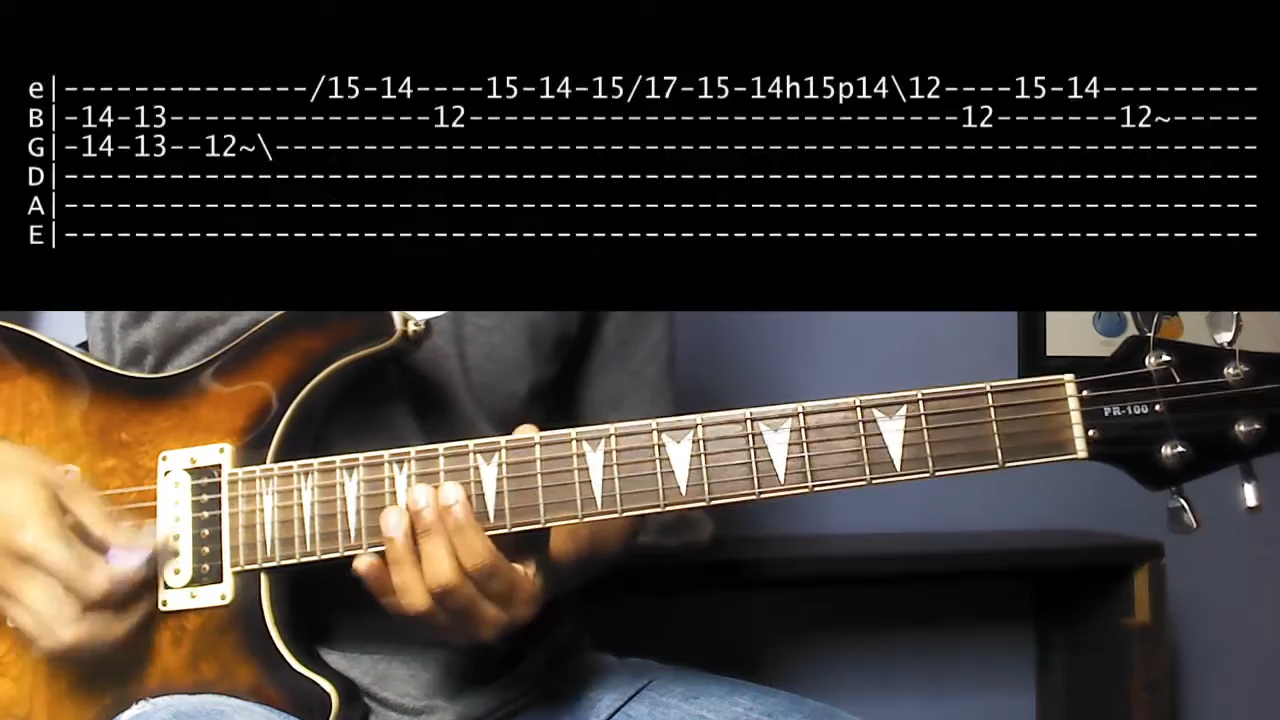 e|--------------/15-14----15-14-15/17-15-14h15p14\12----15-14---------
B|-14-13---------------12----------------------------12-------12~-----
G|-14-13--12~\--------------------------------------------------------
D|--------------------------------------------------------------------
A|--------------------------------------------------------------------
E|--------------------------------------------------------------------
PR-100